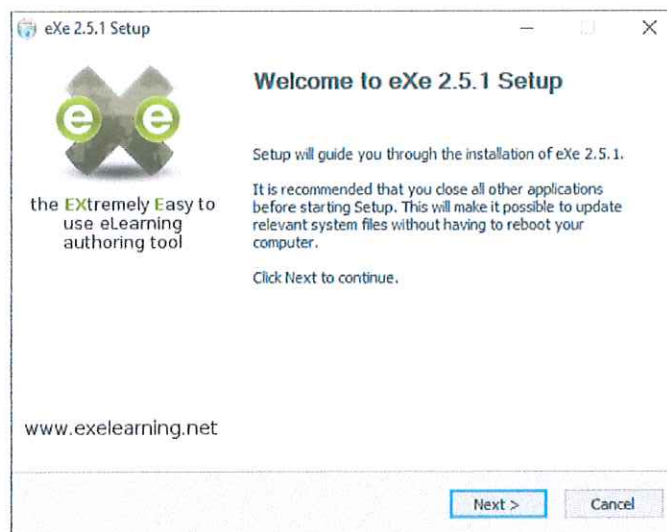 eXe 2.5.1 Setup
e e
Welcome to eXe 2.5.1 Setup
the EXtremely Easy to
use eLearning
authoring tool
Setup will guide you through the installation of eXe 2.5.1.
It is recommended that you close all other applications
before starting Setup. This will make it possible to update
relevant system files without having to reboot your
computer.
Click Next to continue.
www.exelearning.net
Next >
Cancel